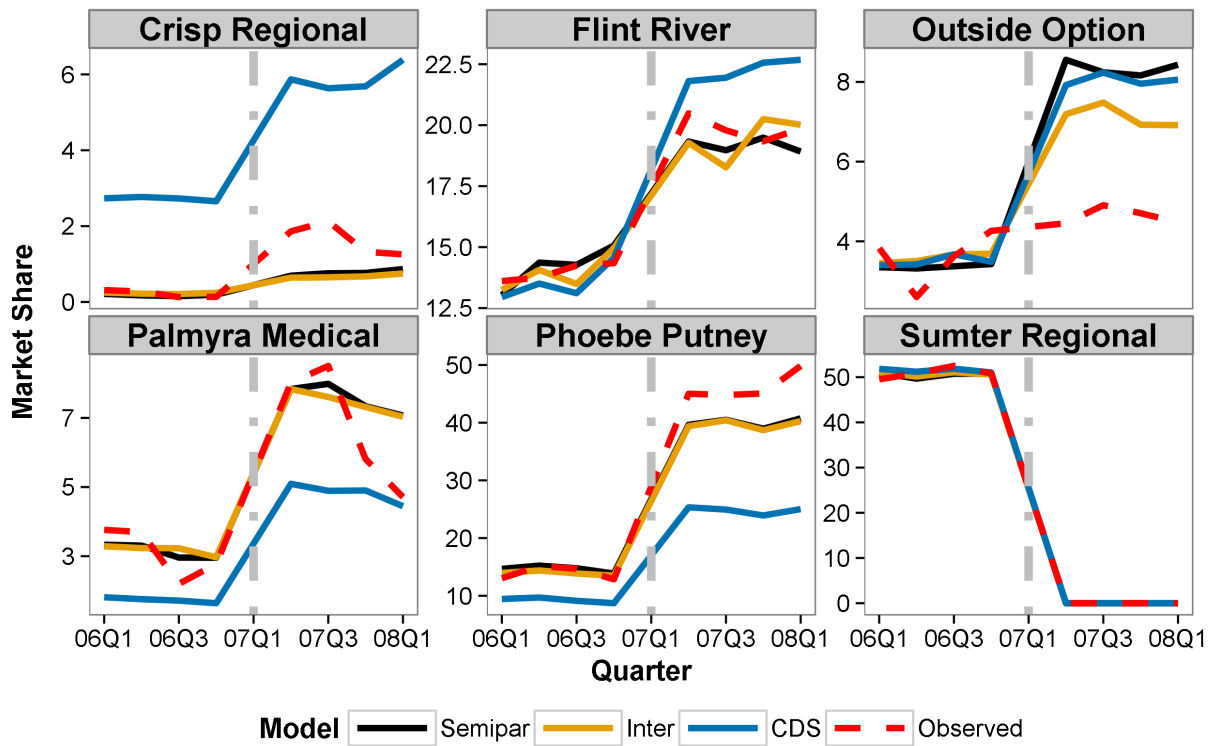 Crisp Regional
Flint River
Outside Option
6
4
2
0
22.5
20.0
17.5
15.0
12.5
8
6
4
Palmyra Medical
Phoebe Putney
Sumter Regional
7
5
3
50
40
30
20
10
50
40
30
20
10
0
06Q1 06Q3 07Q1 07Q3 08Q1
06Q1 06Q3 07Q1 07Q3 08Q1
06Q1 06Q3 07Q1 07Q3 08Q1
Market Share
Quarter
Model Semipar Inter CDS Observed